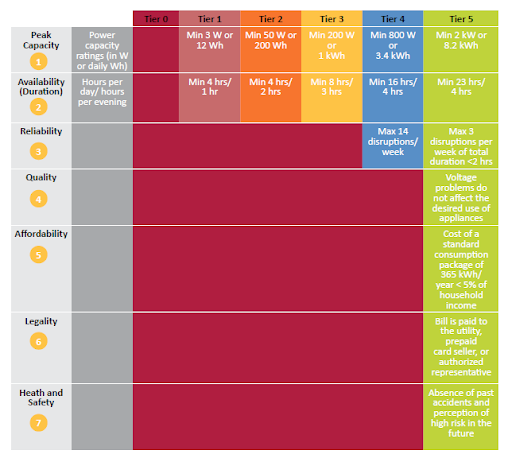 Tier 0 Tier 1 Tier 2 Tier 3 Tier 4 Tier 5
Peak
Capacity
1
Power
capacity
ratings (in W
or daily Wh)
Min 3 W or
12 Wh
Min 50 W or
200 Wh
Min 200 W
or
1 kWh
Min 800 W
or
3.4 kWh
Min 2 kW or
8.2 kWh
Availability
(Duration)
2
Hours per
day/ hours
per evening
Min 4 hrs/
1 hr
Min 4 hrs/
2 hrs
Min 8 hrs/
3 hrs
Min 16 hrs/
4 hrs
Min 23 hrs/
4 hrs
Reliability
3
Max 14
disruptions/
week
Max 3
disruptions per
week of total
duration <2 hrs
Quality
4
Voltage
problems do
not affect the
desired use of
appliances
Affordability
5
Cost of a
standard
consumption
package of
365 kWh/
year < 5% of
household
income
Legality
6
Bill is paid to
the utility,
prepaid
card seller, or
authorized
representative
Heath and
Safety
7
Absence of past
accidents and
perception of
high risk in the
future